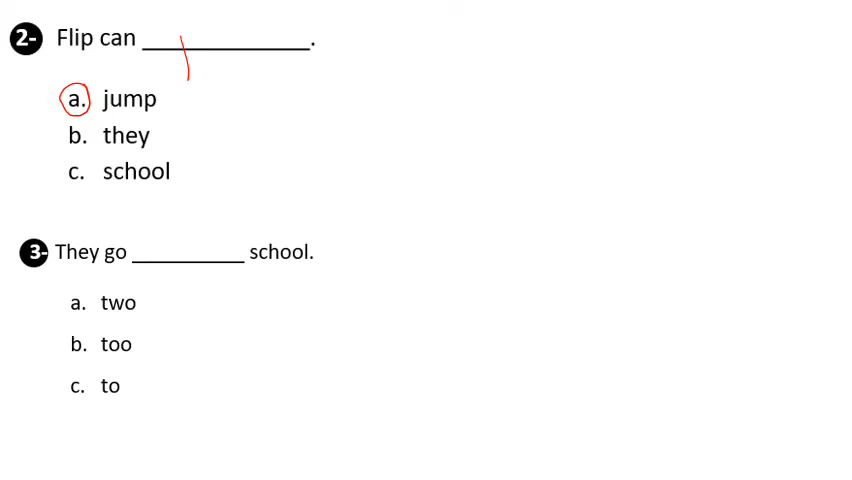 2- Flip can ______________.
a. jump
b. they
c. school
3- They go __________ school.
a. two
b. too
c. to